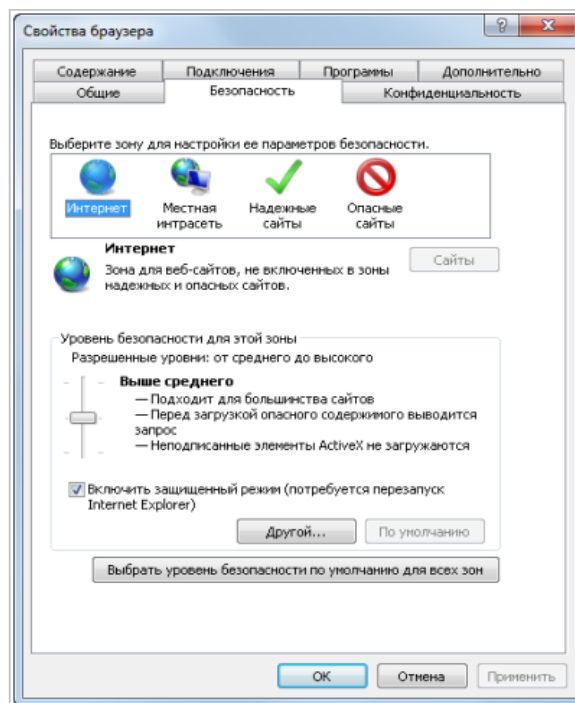 Свойства браузера
Содержание Подключения Программы Дополнительно
Общие Безопасность Конфиденциальность
Выберите зону для настройки ее параметров безопасности.
Интернет Местная интрасеть Надежные сайты Опасные сайты
Интернет
Сайты
Зона для веб-сайтов, не включенных в зоны
надежных и опасных сайтов.
Уровень безопасности для этой зоны
Разрешенные уровни: от среднего до высокого
Выше среднего
— Подходит для большинства сайтов
— Перед загрузкой опасного содержимого выводится
запрос
— Неподписанные элементы ActiveX не загружаются
Включить защищенный режим (потребуется перезапуск
Internet Explorer)
Другой... По умолчанию
Выбрать уровень безопасности по умолчанию для всех зон
OK Отмена Применить